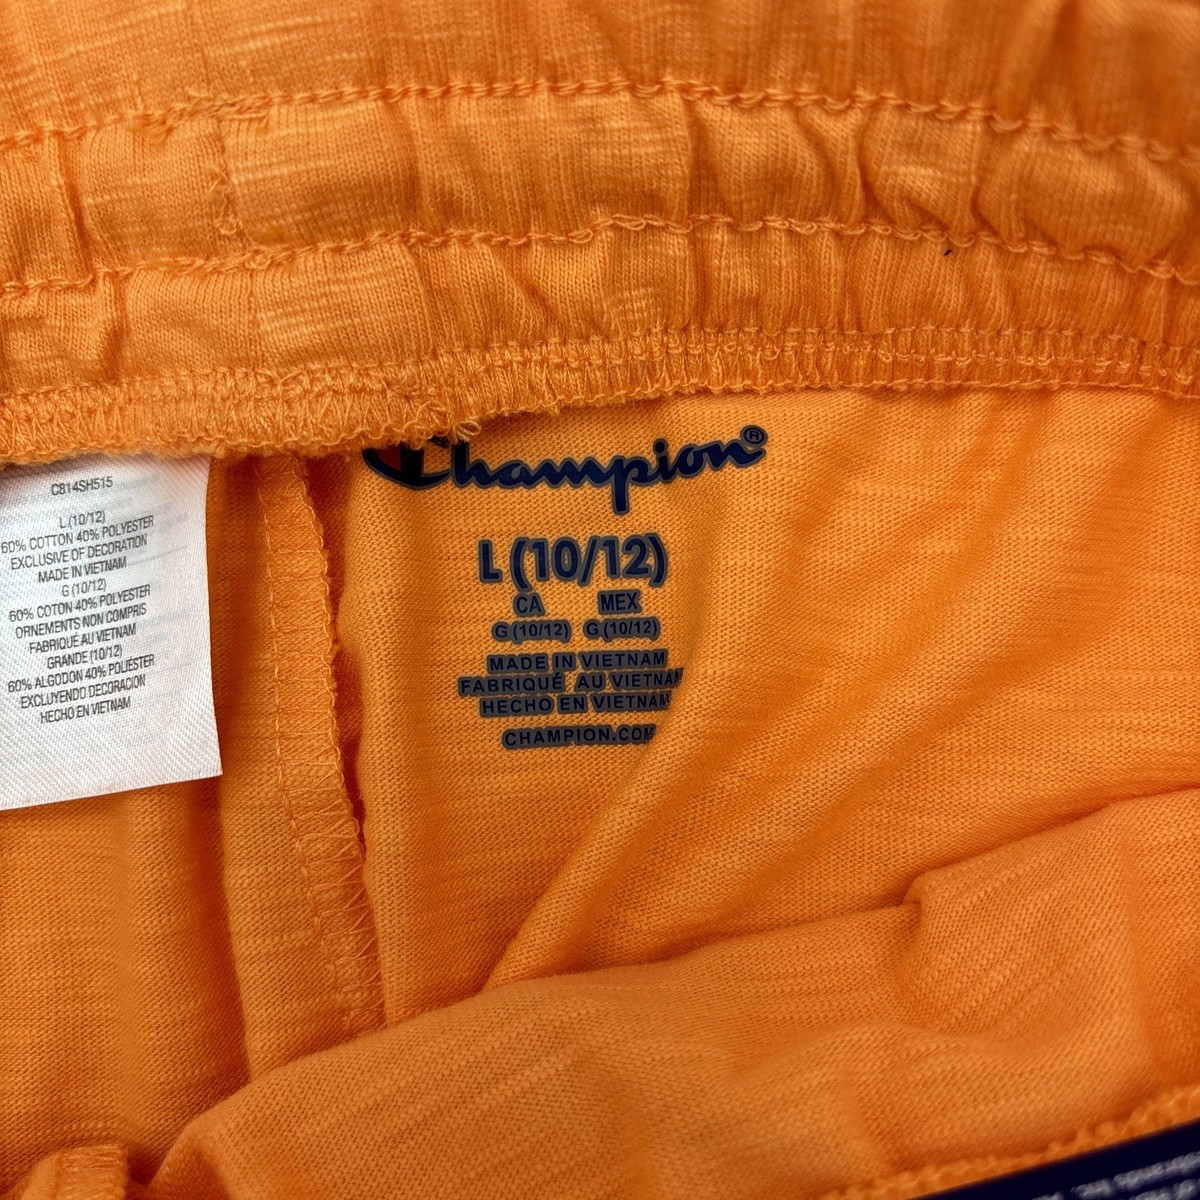 C814SH515
L (10/12)
60% COTTON 40% POLYESTER
EXCLUSIVE OF DECORATION
MADE IN VIETNAM
G (10/12)
60% COTON 40% POLYESTER
ORNEMENTS NON COMPRIS
FABRIQUÉ AU VIETNAM
GRANDE (10/12)
60% ALGODON 40% POLIÉSTER
EXCLUYENDO DECORACION
HECHO EN VIETNAM
Champion®
L (10/12)
CA MEX
G (10/12) G (10/12)
MADE IN VIETNAM
FABRIQUÉ AU VIETNAM
HECHO EN VIETNAM
CHAMPION.COM